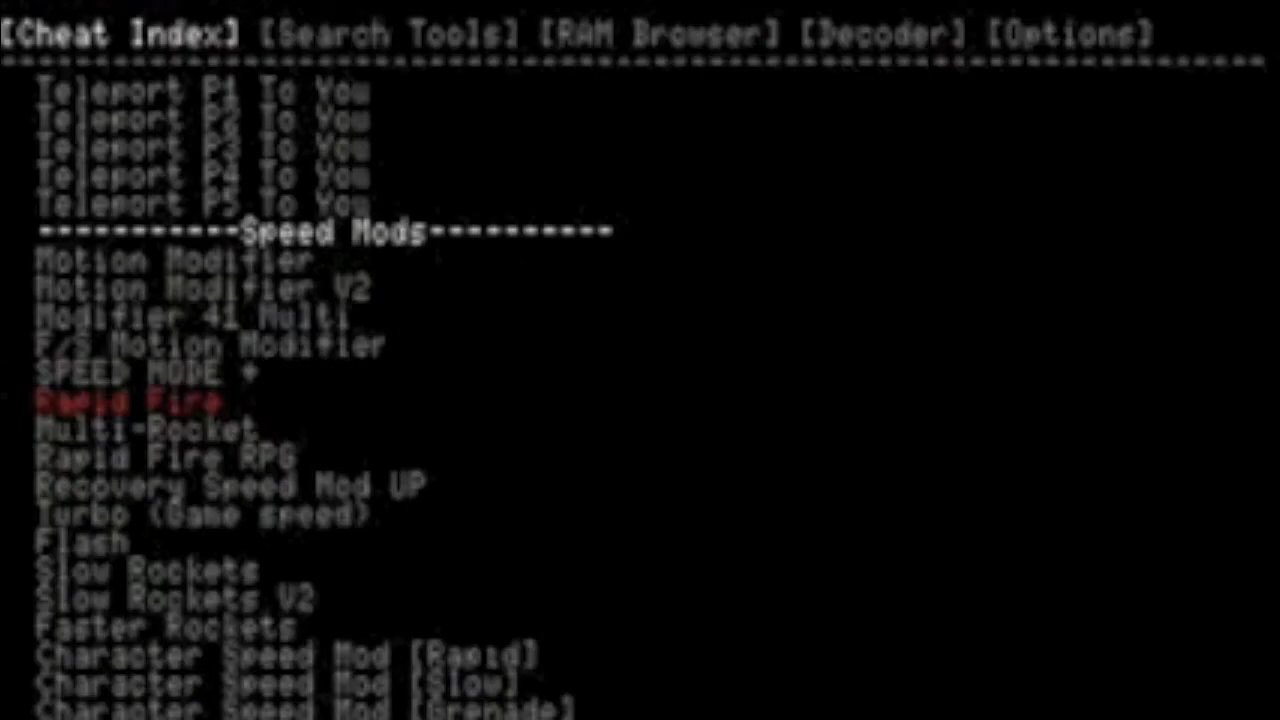 [Cheat Index] [Search Tools] [RAM Browser] [Decoder] [Options]
Teleport P1 To You
Teleport P2 To You
Teleport P3 To You
Teleport P4 To You
Teleport P5 To You
-----------Speed Mods----------
Motion Modifier
Motion Modifier V2
Modifier 41 Multi
F/S Motion Modifier
SPEED MODE +
Rapid Fire
Multi-Rocket
Rapid Fire RPG
Recovery Speed Mod UP
Turbo (Game speed)
Flash
Slow Rockets
Slow Rockets V2
Faster Rockets
Character Speed Mod [Rapid]
Character Speed Mod [Slow]
Character Speed Mod [Grenade]